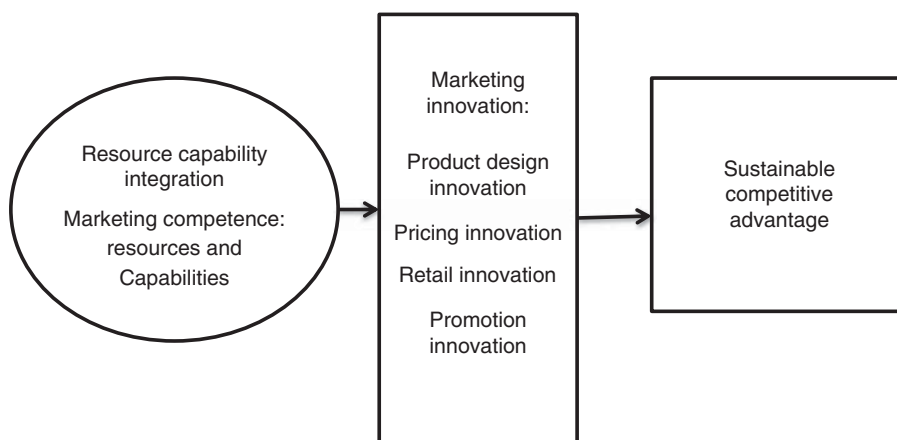 Resource capability
integration
Marketing competence:
resources and
Capabilities
Marketing
innovation:
Product design
innovation
Pricing innovation
Retail innovation
Promotion
innovation
Sustainable
competitive
advantage